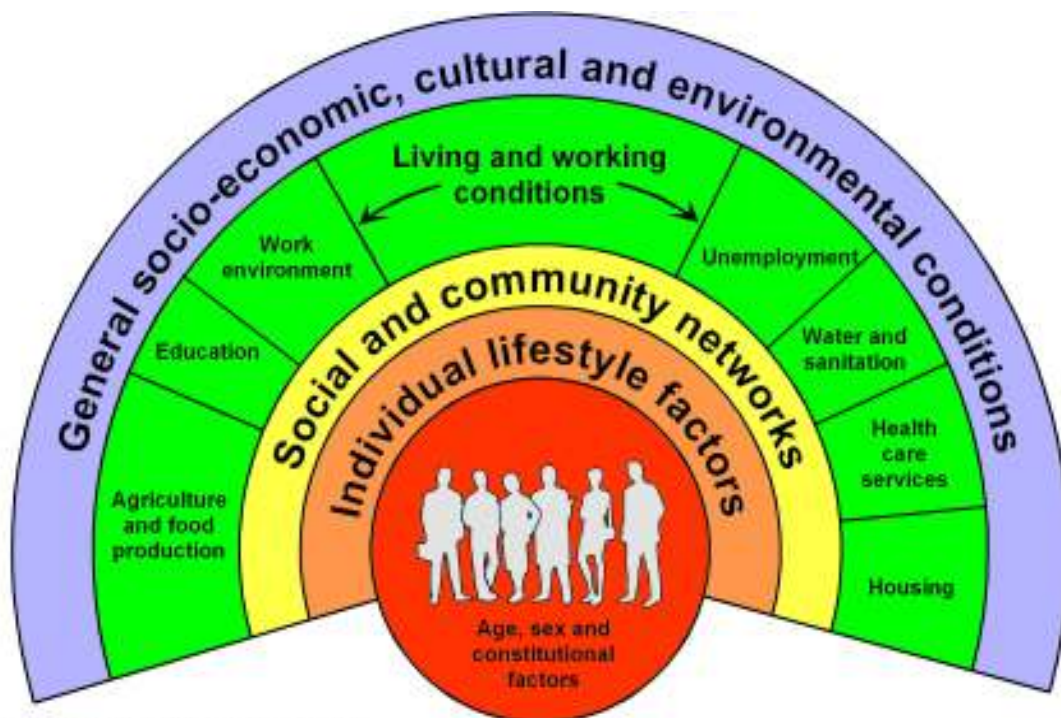 General socio-economic, cultural and environmental conditions
Living and working
conditions
Work
environment
Education
Agriculture
and food
production
Unemployment
Water and
sanitation
Health
care
services
Housing
Social and community networks
Individual lifestyle factors
Age, sex and
constitutional
factors